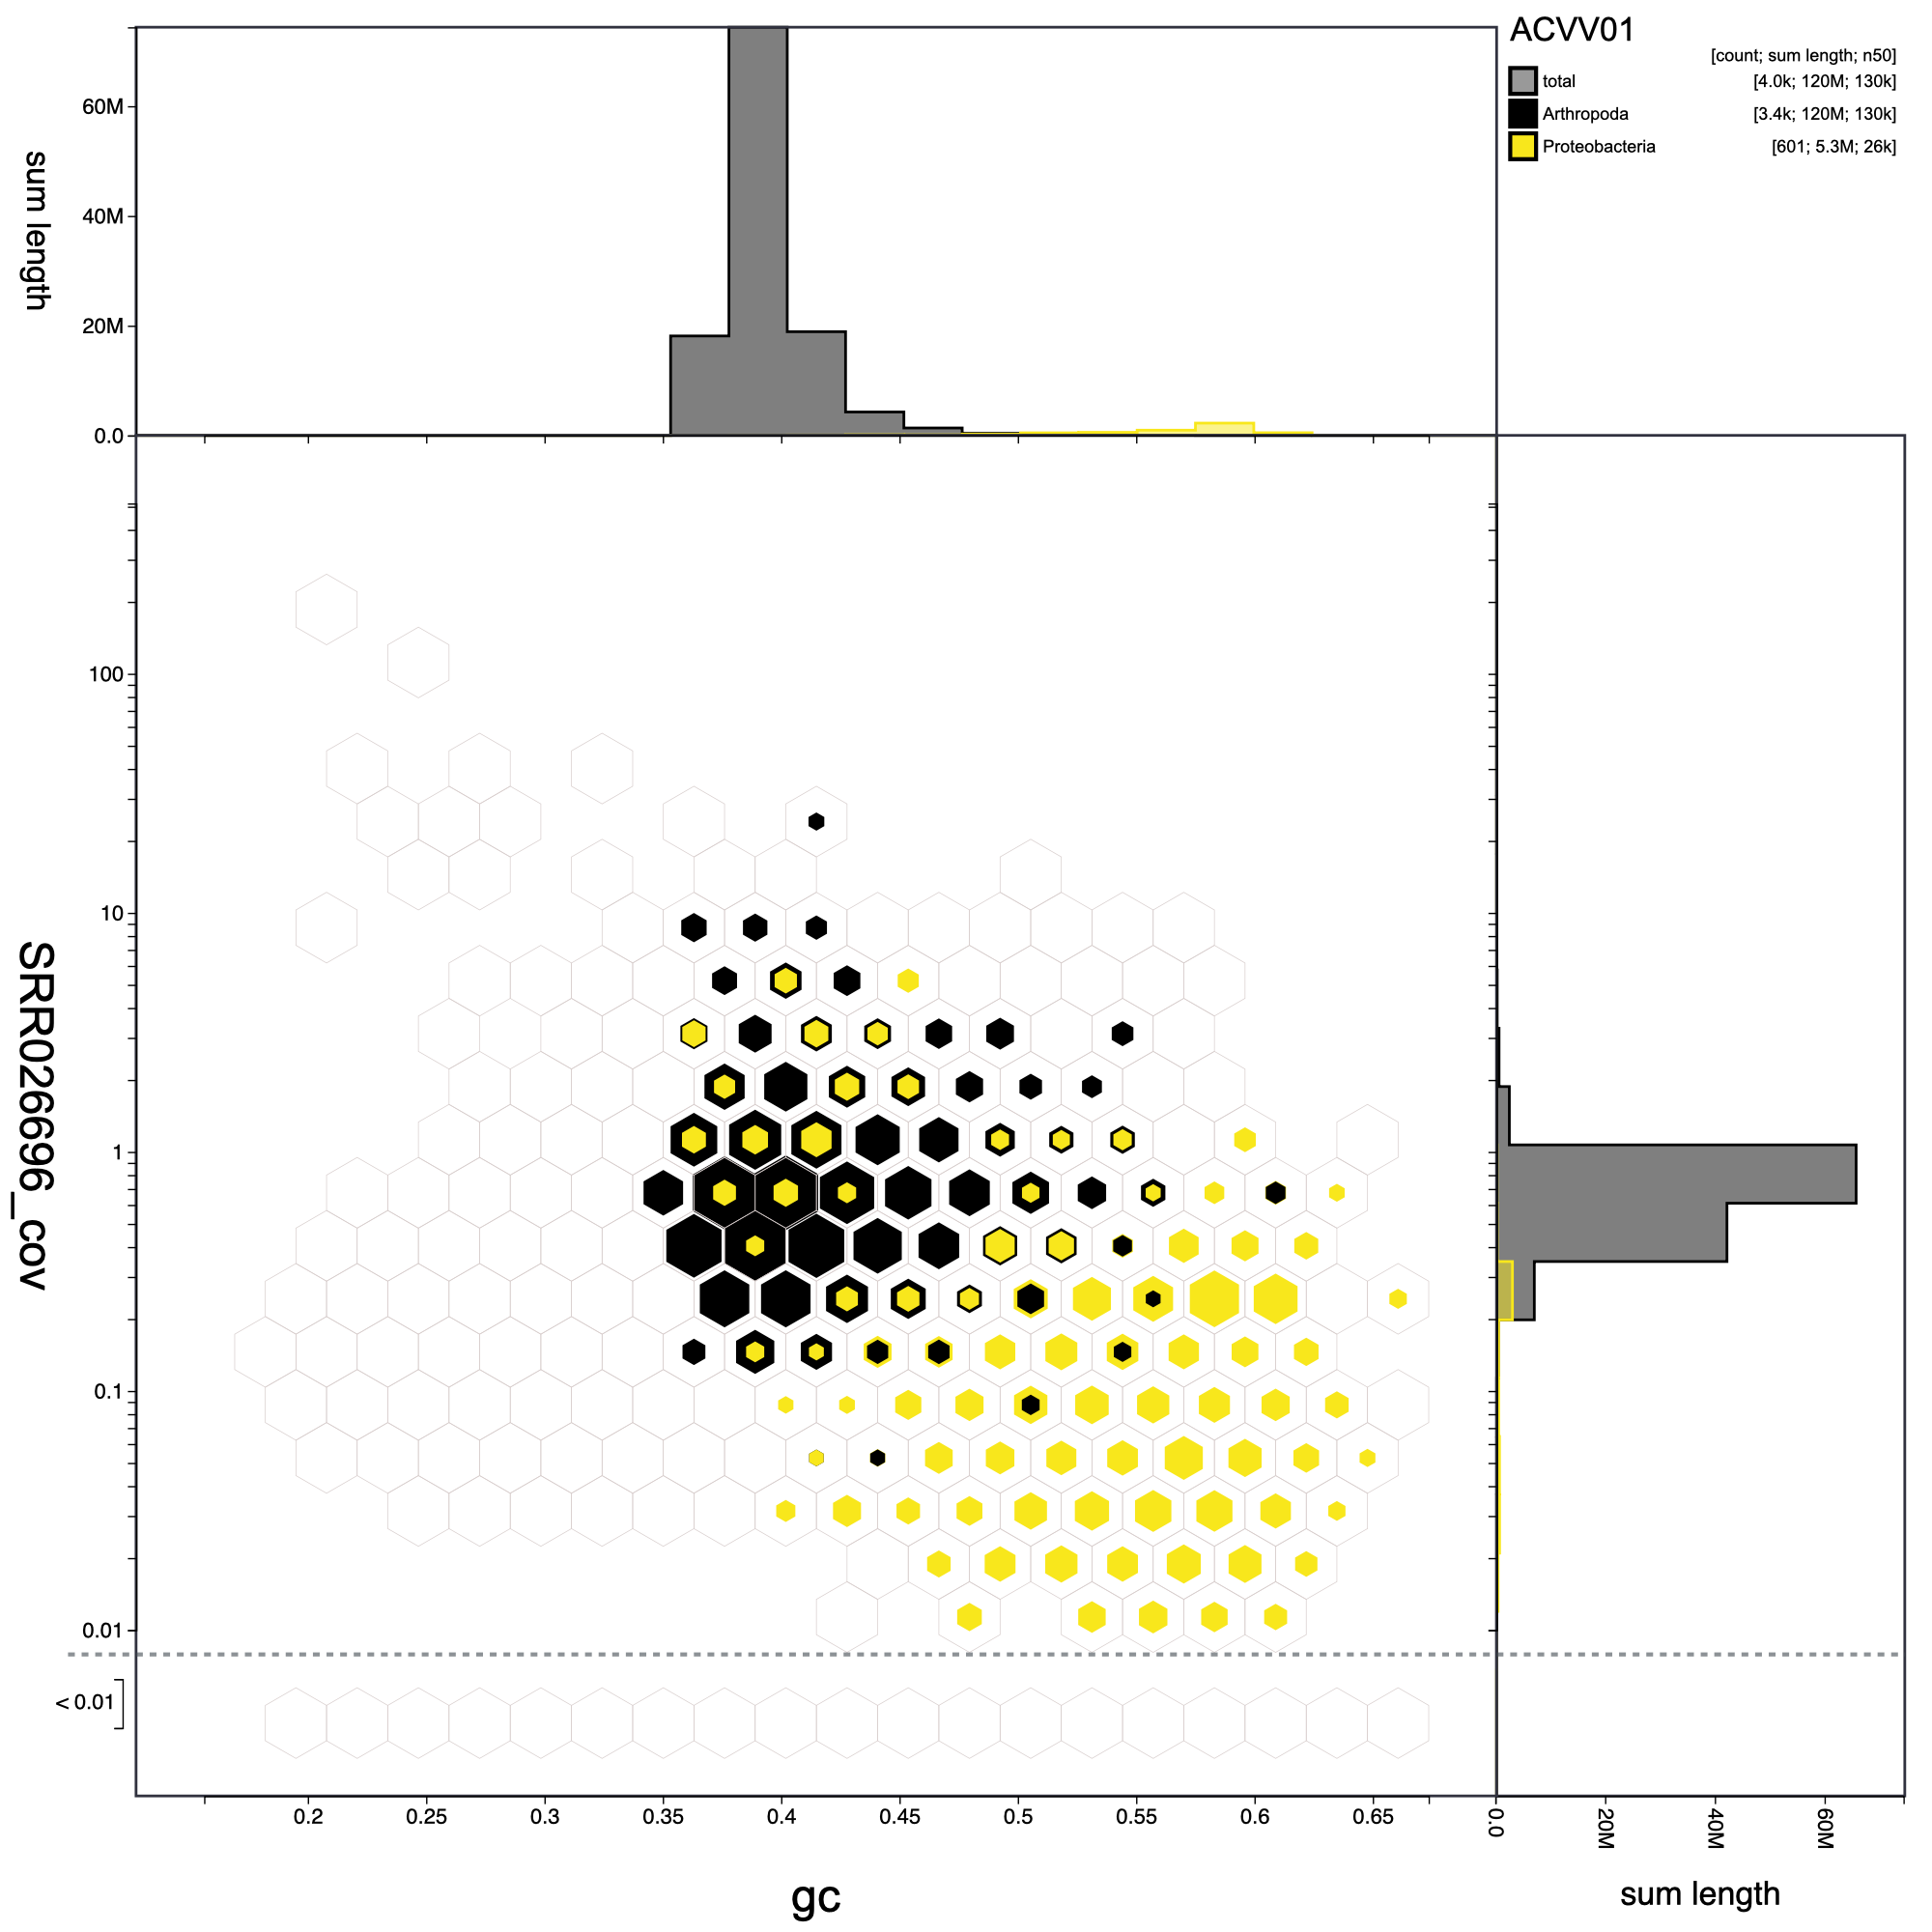 ACVV01
[count; sum length; n50]
total [4.0k; 120M; 130k]
Arthropoda [3.4k; 120M; 130k]
Proteobacteria [601; 5.3M; 26k]
sum length
60M
40M
20M
0.0
SRR026696_cov
100
10
1
0.1
0.01
< 0.01
0.2 0.25 0.3 0.35 0.4 0.45 0.5 0.55 0.6 0.65
gc
0.0 20M 40M 60M
sum length